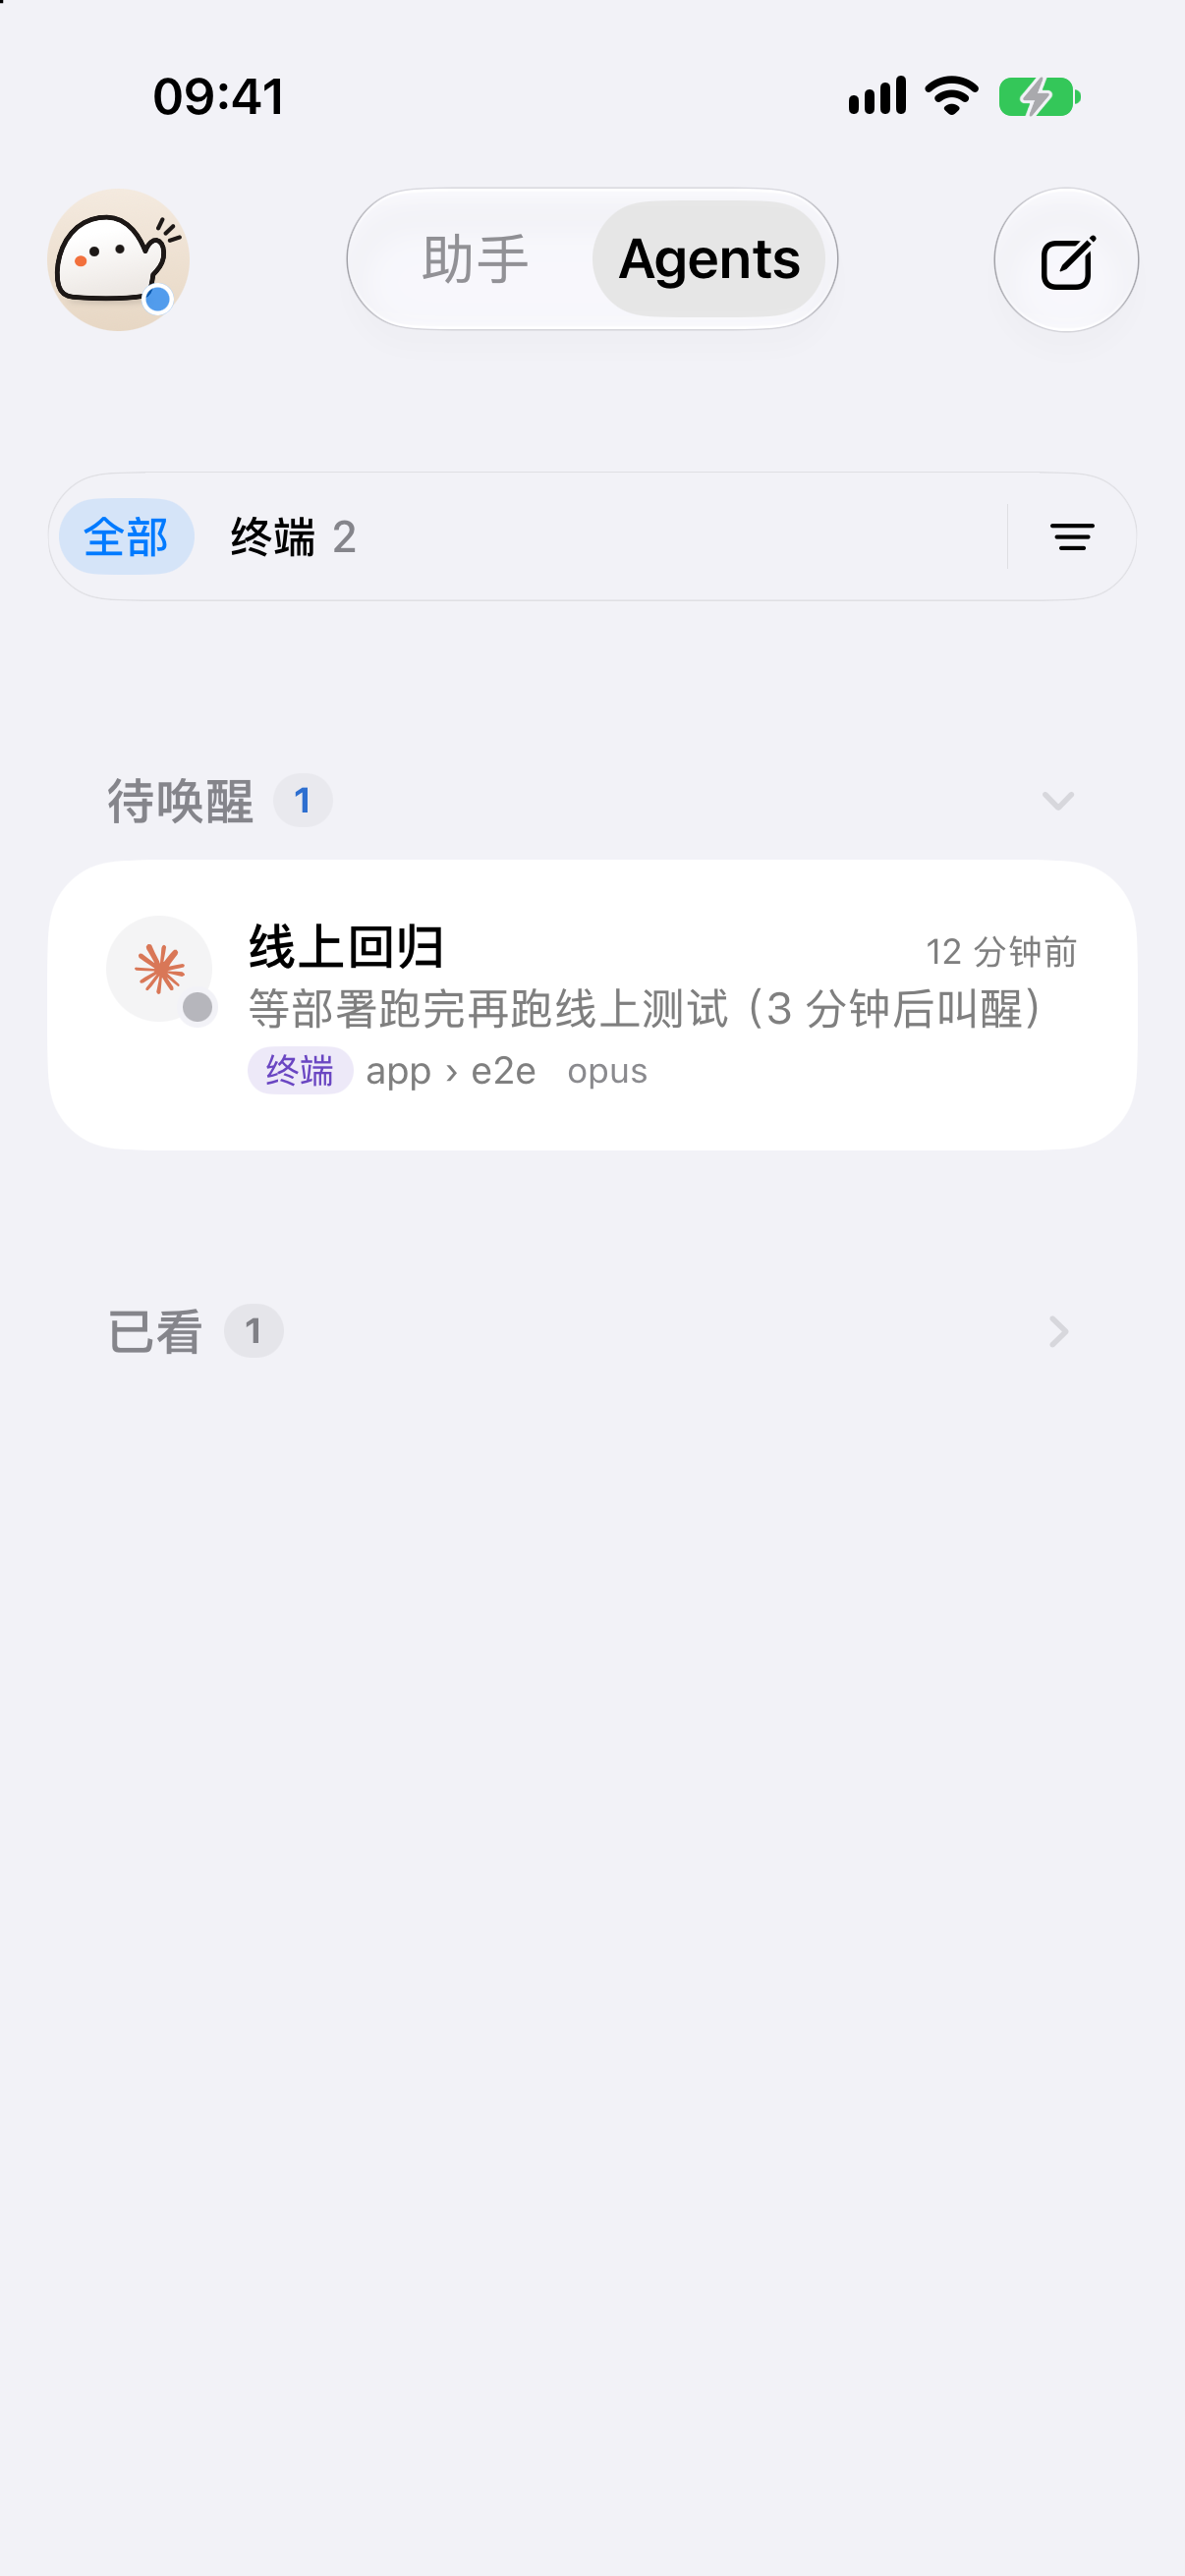 09:41
助手 Agents
全部 终端 2
待唤醒 1
线上回归 12 分钟前
等部署跑完再跑线上测试（3 分钟后叫醒）
终端 app › e2e opus
已看 1